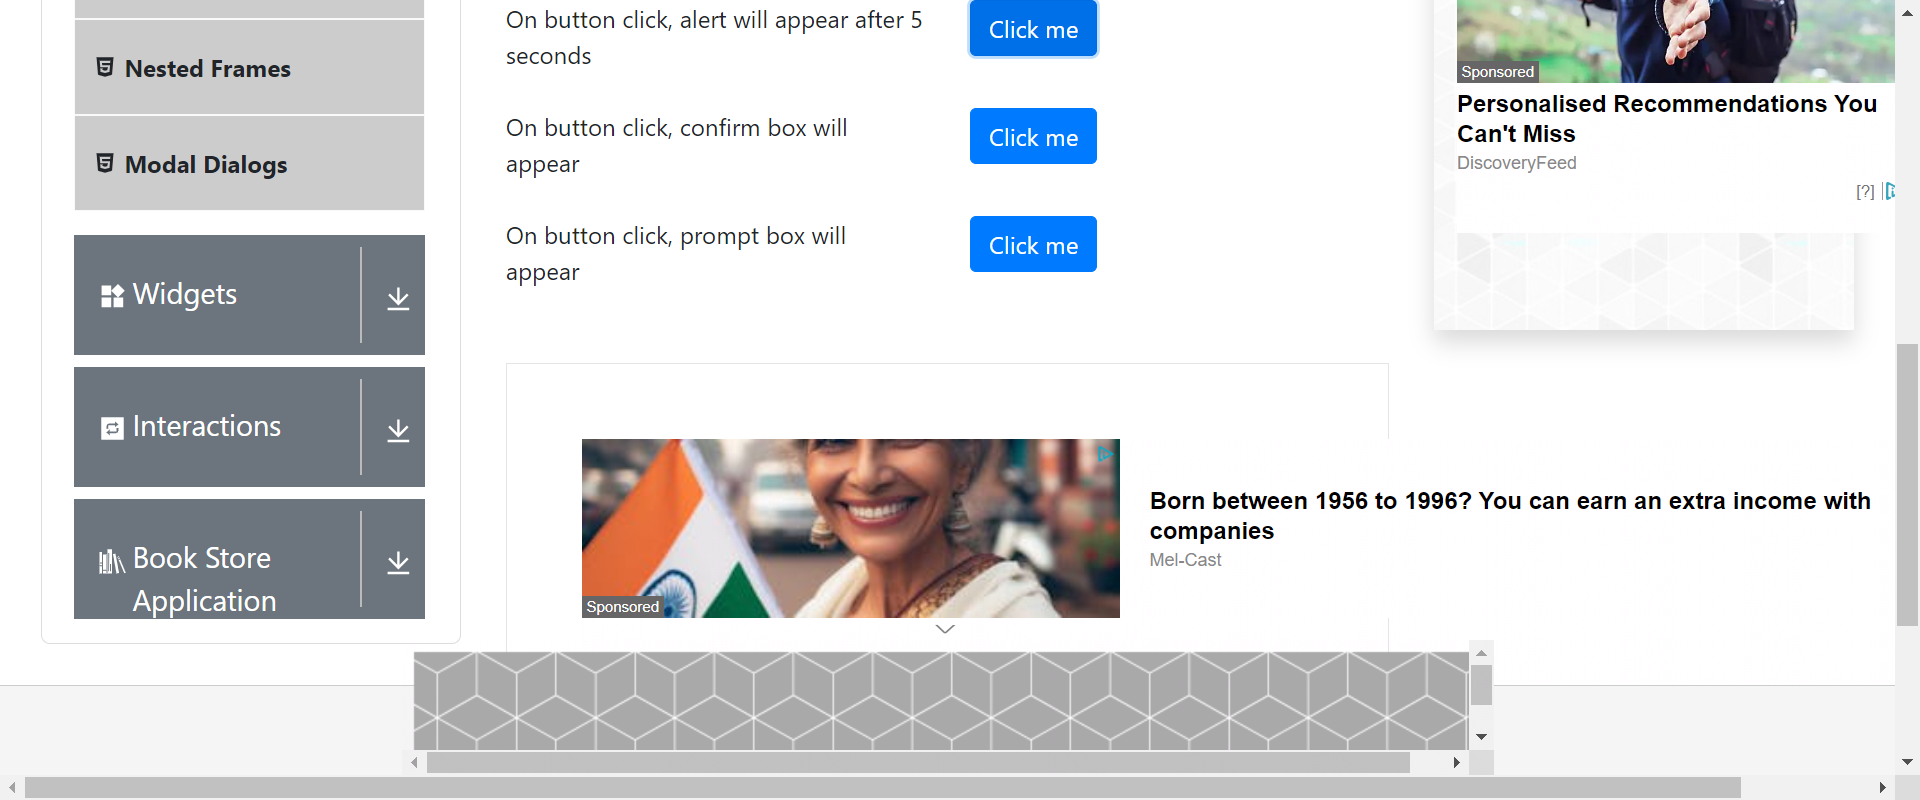 Nested Frames
Modal Dialogs
Widgets
Interactions
Book Store
Application
On button click, alert will appear after 5
seconds
Click me
On button click, confirm box will
appear
Click me
On button click, prompt box will
appear
Click me
Sponsored
Personalised Recommendations You
Can't Miss
DiscoveryFeed
[?]
Sponsored
Born between 1956 to 1996? You can earn an extra income with
companies
Mel-Cast